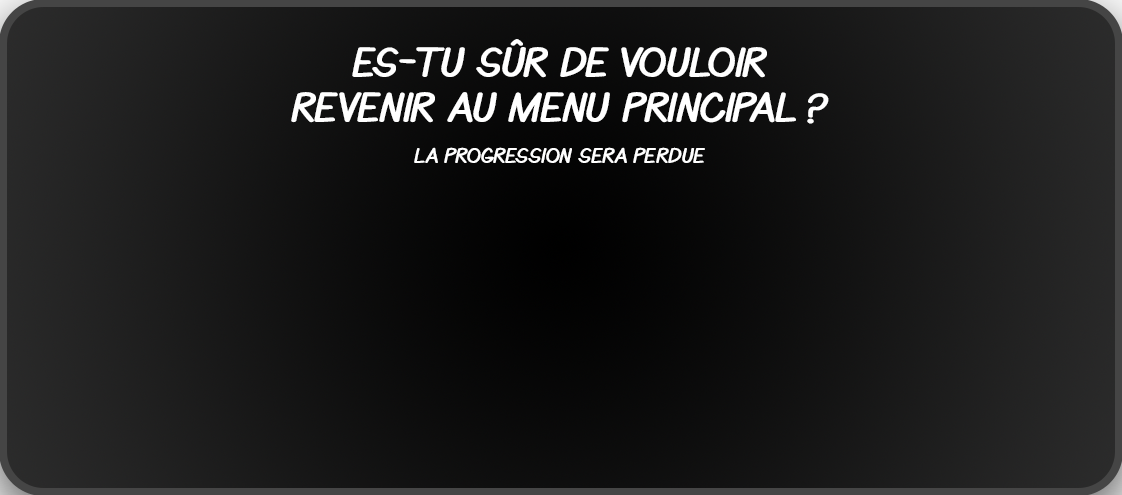 ES-TU SÛR DE VOULOIR
REVENIR AU MENU PRINCIPAL ?
LA PROGRESSION SERA PERDUE